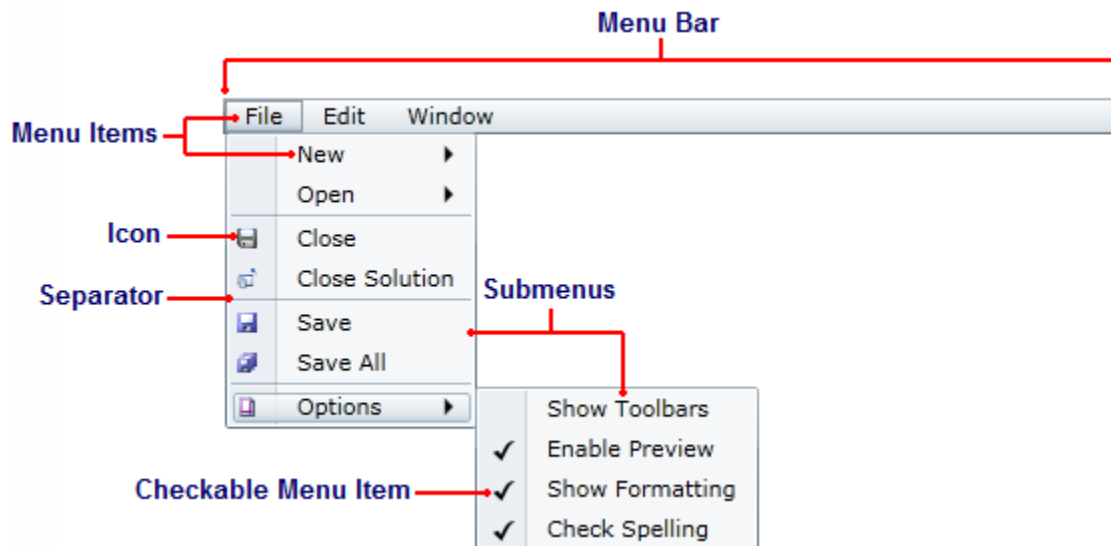 Menu Bar
File Edit Window
Menu Items
New
Open
Icon
Close
Close Solution
Separator
Submenus
Save
Save All
Options
Show Toolbars
Enable Preview
Checkable Menu Item
Show Formatting
Check Spelling